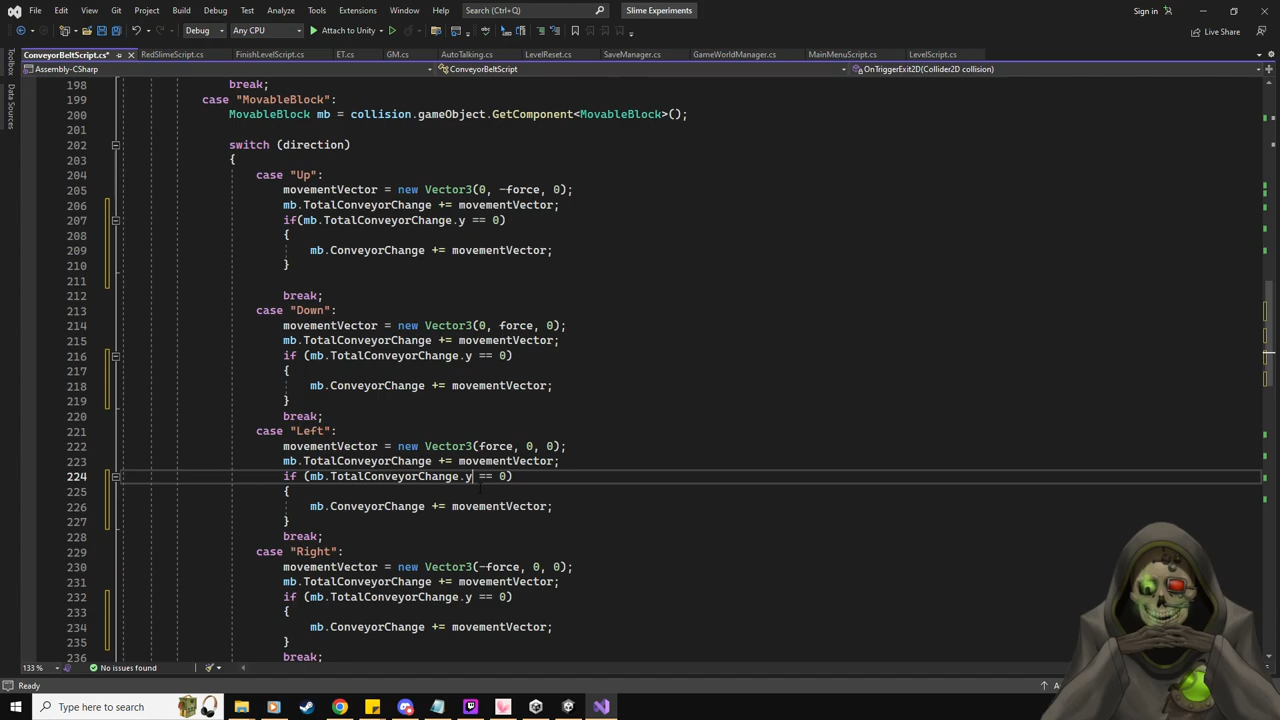 File Edit View Git Project Build Debug Test Analyze Tools Extensions Window Help Search (Ctrl+Q) Slime Experiments Sign in
Debug Any CPU Attach to Unity Live Share
ConveyorBeltScript.cs* RedSlimeScript.cs FinishLevelScript.cs ET.cs GM.cs AutoTalking.cs LevelReset.cs SaveManager.cs GameWorldManager.cs MainMenuScript.cs LevelScript.cs
Toolbox
Data Sources
Assembly-CSharp ConveyorBeltScript OnTriggerExit2D(Collider2D collision)
198 break;
199 case "MovableBlock":
200 MovableBlock mb = collision.gameObject.GetComponent<MovableBlock>();
201
202 switch (direction)
203 {
204 case "Up":
205 movementVector = new Vector3(0, -force, 0);
206 mb.TotalConveyorChange += movementVector;
207 if(mb.TotalConveyorChange.y == 0)
208 {
209 mb.ConveyorChange += movementVector;
210 }
211
212 break;
213 case "Down":
214 movementVector = new Vector3(0, force, 0);
215 mb.TotalConveyorChange += movementVector;
216 if (mb.TotalConveyorChange.y == 0)
217 {
218 mb.ConveyorChange += movementVector;
219 }
220 break;
221 case "Left":
222 movementVector = new Vector3(force, 0, 0);
223 mb.TotalConveyorChange += movementVector;
224 if (mb.TotalConveyorChange.y == 0)
225 {
226 mb.ConveyorChange += movementVector;
227 }
228 break;
229 case "Right":
230 movementVector = new Vector3(-force, 0, 0);
231 mb.TotalConveyorChange += movementVector;
232 if (mb.TotalConveyorChange.y == 0)
233 {
234 mb.ConveyorChange += movementVector;
235 }
236 break;
133 % No issues found
Ready
Type here to search